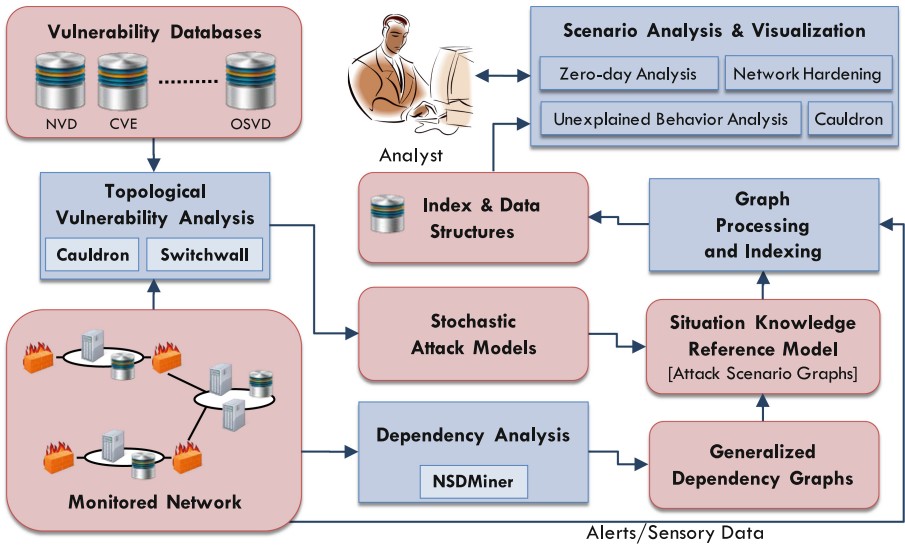 Vulnerability Databases
NVD
CVE
OSVD
Analyst
Scenario Analysis & Visualization
Zero-day Analysis
Network Hardening
Unexplained Behavior Analysis
Cauldron
Topological
Vulnerability Analysis
Cauldron
Switchwall
Index & Data
Structures
Graph
Processing
and Indexing
Stochastic
Attack Models
Situation Knowledge
Reference Model
[Attack Scenario Graphs]
Monitored Network
Dependency Analysis
NSDMiner
Generalized
Dependency Graphs
Alerts/Sensory Data